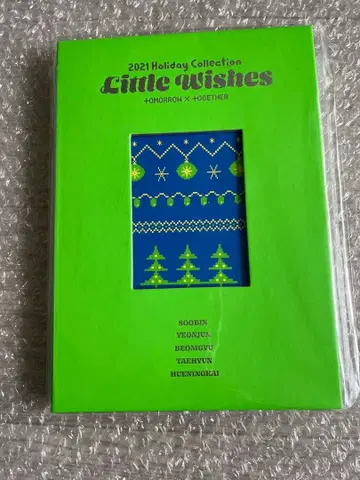 2021 Holiday Collection
Little Wishes
TOMORROW X TOGETHER
SOOBIN
YEONJUN
BEOMGYU
TAEHYUN
HUENINGKAI